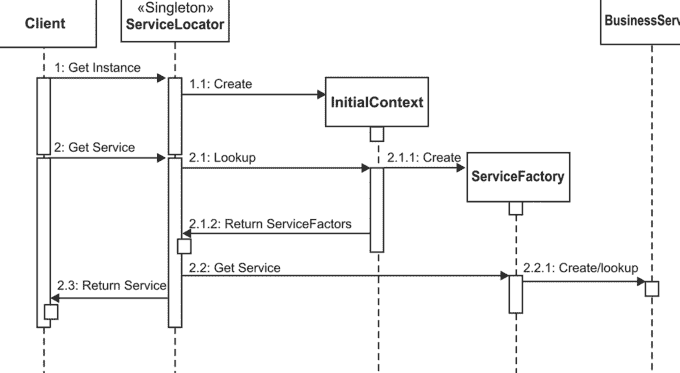 «Singleton»
Client
ServiceLocator
BusinessServ
1: Get Instance
1.1: Create
InitialContext
2: Get Service
2.1: Lookup
2.1.1: Create
ServiceFactory
2.1.2: Return ServiceFactors
2.2: Get Service
2.2.1: Create/lookup
2.3: Return Service